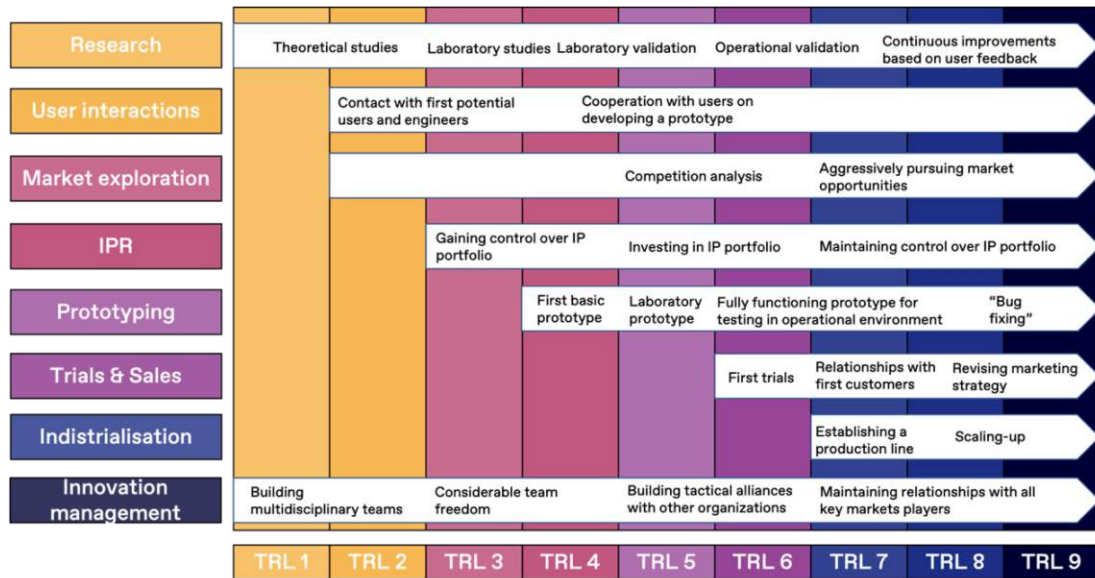 Research
Theoretical studies
Laboratory studies
Laboratory validation
Operational validation
Continuous improvements
based on user feedback
User interactions
Contact with first potential
users and engineers
Cooperation with users on
developing a prototype
Market exploration
Competition analysis
Aggressively pursuing market
opportunities
IPR
Gaining control over IP
portfolio
Investing in IP portfolio
Maintaining control over IP portfolio
Prototyping
First basic
prototype
Laboratory
prototype
Fully functioning prototype for
testing in operational environment
"Bug
fixing"
Trials & Sales
First trials
Relationships with
first customers
Revising marketing
strategy
Indistrialisation
Establishing a
production line
Scaling-up
Innovation
management
Building
multidisciplinary teams
Considerable team
freedom
Building tactical alliances
with other organizations
Maintaining relationships with all
key markets players
TRL 1
TRL 2
TRL 3
TRL 4
TRL 5
TRL 6
TRL 7
TRL 8
TRL 9